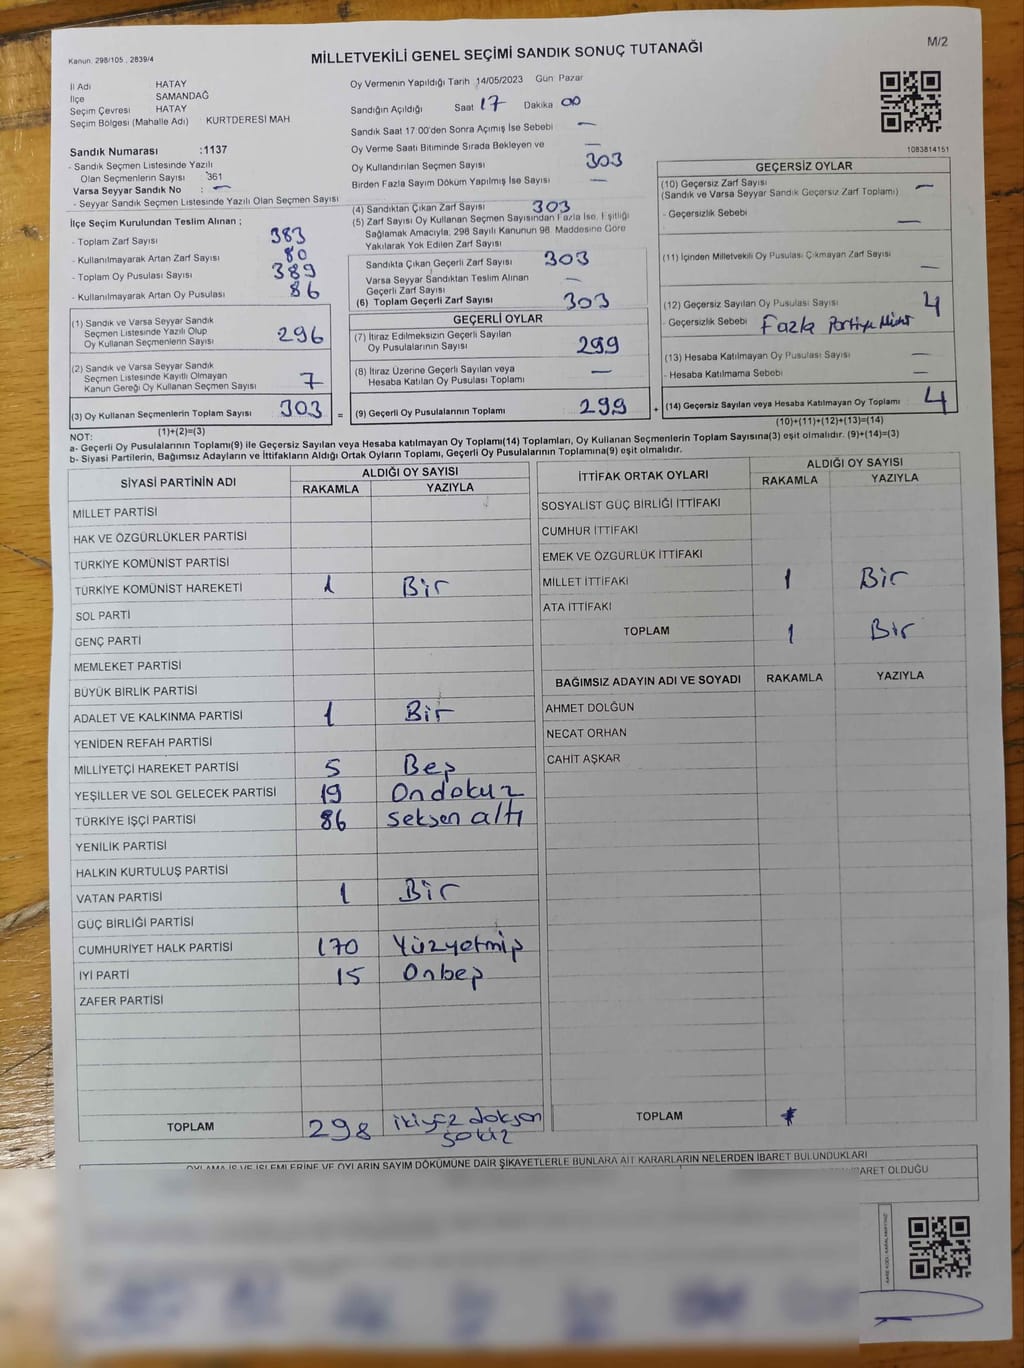 Kanun, 298/105 , 2839/4
MİLLETVEKİLİ GENEL SEÇİMİ SANDIK SONUÇ TUTANAĞI
M/2
İl Adı HATAY
İlçe SAMANDAĞ
Seçim Çevresi HATAY
Seçim Bölgesi (Mahalle Adı) KURTDERESİ MAH
Sandık Numarası :1137
- Sandık Seçmen Listesinde Yazılı
Olan Seçmenlerin Sayısı 361
Varsa Seyyar Sandık No : —
- Seyyar Sandık Seçmen Listesinde Yazılı Olan Seçmen Sayısı
İlçe Seçim Kurulundan Teslim Alınan ;
- Toplam Zarf Sayısı 383
- Kullanılmayarak Artan Zarf Sayısı 80
- Toplam Oy Pusulası Sayısı 389
- Kullanılmayarak Artan Oy Pusulası 86
(1) Sandık ve Varsa Seyyar Sandık
Seçmen Listesinde Yazılı Olup
Oy Kullanan Seçmenlerin Sayısı 296
(2) Sandık ve Varsa Seyyar Sandık
Seçmen Listesinde Kayıtlı Olmayan
Kanun Gereği Oy Kullanan Seçmen Sayısı 7
(3) Oy Kullanan Seçmenlerin Toplam Sayısı 303 =
(1)+(2)=(3)
Oy Vermenin Yapıldığı Tarih 14/05/2023 Gün Pazar
Sandığın Açıldığı Saat 17 Dakika 00
Sandık Saat 17:00'den Sonra Açımış İse Sebebi —
Oy Verme Saati Bitiminde Sırada Bekleyen ve —
Oy Kullandırılan Seçmen Sayısı 303
Birden Fazla Sayım Döküm Yapılmış İse Sayısı —
(4) Sandıktan Çıkan Zarf Sayısı 303
(5) Zarf Sayısı Oy Kullanan Seçmen Sayısından Fazla İse, Eşitliği
Sağlamak Amacıyla, 298 Sayılı Kanunun 98. Maddesine Göre
Yakılarak Yok Edilen Zarf Sayısı
Sandıkta Çıkan Geçerli Zarf Sayısı 303
Varsa Seyyar Sandıktan Teslim Alınan
Geçerli Zarf Sayısı —
(6) Toplam Geçerli Zarf Sayısı 303
GEÇERLİ OYLAR
(7) İtiraz Edilmeksizin Geçerli Sayılan
Oy Pusulalarının Sayısı 299
(8) İtiraz Üzerine Geçerli Sayılan veya
Hesaba Katılan Oy Pusulası Toplamı —
(9) Geçerli Oy Pusulalarının Toplamı 299 +
1083814151
GEÇERSİZ OYLAR
(10) Geçersiz Zarf Sayısı —
(Sandık ve Varsa Seyyar Sandık Geçersiz Zarf Toplamı)
- Geçersizlik Sebebi —
(11) İçinden Milletvekili Oy Pusulası Çıkmayan Zarf Sayısı —
(12) Geçersiz Sayılan Oy Pusulası Sayısı 4
- Geçersizlik Sebebi Fazla Partiye
(13) Hesaba Katılmayan Oy Pusulası Sayısı —
- Hesaba Katılmama Sebebi —
(14) Geçersiz Sayılan veya Hesaba Katılmayan Oy Toplamı 4
(10)+(11)+(12)+(13)=(14)
NOT:
a- Geçerli Oy Pusulalarının Toplamı(9) ile Geçersiz Sayılan veya Hesaba katılmayan Oy Toplamı(14) Toplamları, Oy Kullanan Seçmenlerin Toplam Sayısına(3) eşit olmalıdır. (9)+(14)=(3)
b- Siyasi Partilerin, Bağımsız Adayların ve İttifakların Aldığı Ortak Oyların Toplamı, Geçerli Oy Pusulalarının Toplamına(9) eşit olmalıdır.
SİYASİ PARTİNİN ADI ALDIĞI OY SAYISI
RAKAMLA YAZIYLA
MİLLET PARTİSİ
HAK VE ÖZGÜRLÜKLER PARTİSİ
TÜRKİYE KOMÜNİST PARTİSİ
TÜRKİYE KOMÜNİST HAREKETİ 1 Bir
SOL PARTİ
GENÇ PARTİ
MEMLEKET PARTİSİ
BÜYÜK BİRLİK PARTİSİ
ADALET VE KALKINMA PARTİSİ 1 Bir
YENİDEN REFAH PARTİSİ
MİLLİYETÇİ HAREKET PARTİSİ 5 Beş
YEŞİLLER VE SOL GELECEK PARTİSİ 19 Ondokuz
TÜRKİYE İŞÇİ PARTİSİ 86 seksen altı
YENİLİK PARTİSİ
HALKIN KURTULUŞ PARTİSİ
VATAN PARTİSİ 1 Bir
GÜÇ BİRLİĞİ PARTİSİ
CUMHURİYET HALK PARTİSİ 170 Yüzyetmiş
İYİ PARTİ 15 Onbeş
ZAFER PARTİSİ
TOPLAM 298 ikiyüz doksan
sekiz
İTTİFAK ORTAK OYLARI ALDIĞI OY SAYISI
RAKAMLA YAZIYLA
SOSYALİST GÜÇ BİRLİĞİ İTTİFAKI
CUMHUR İTTİFAKI
EMEK VE ÖZGÜRLÜK İTTİFAKI
MİLLET İTTİFAKI 1 Bir
ATA İTTİFAKI
TOPLAM 1 Bir
BAĞIMSIZ ADAYIN ADI VE SOYADI RAKAMLA YAZIYLA
AHMET DOLĞUN
NECAT ORHAN
CAHİT AŞKAR
TOPLAM
OYLAMA İŞ VE İŞLEMLERİNE VE OYLARIN SAYIM DÖKÜMÜNE DAİR ŞİKAYETLERLE BUNLARA AİT KARARLARIN NELERDEN İBARET BULUNDUKLARI
OLDUĞU